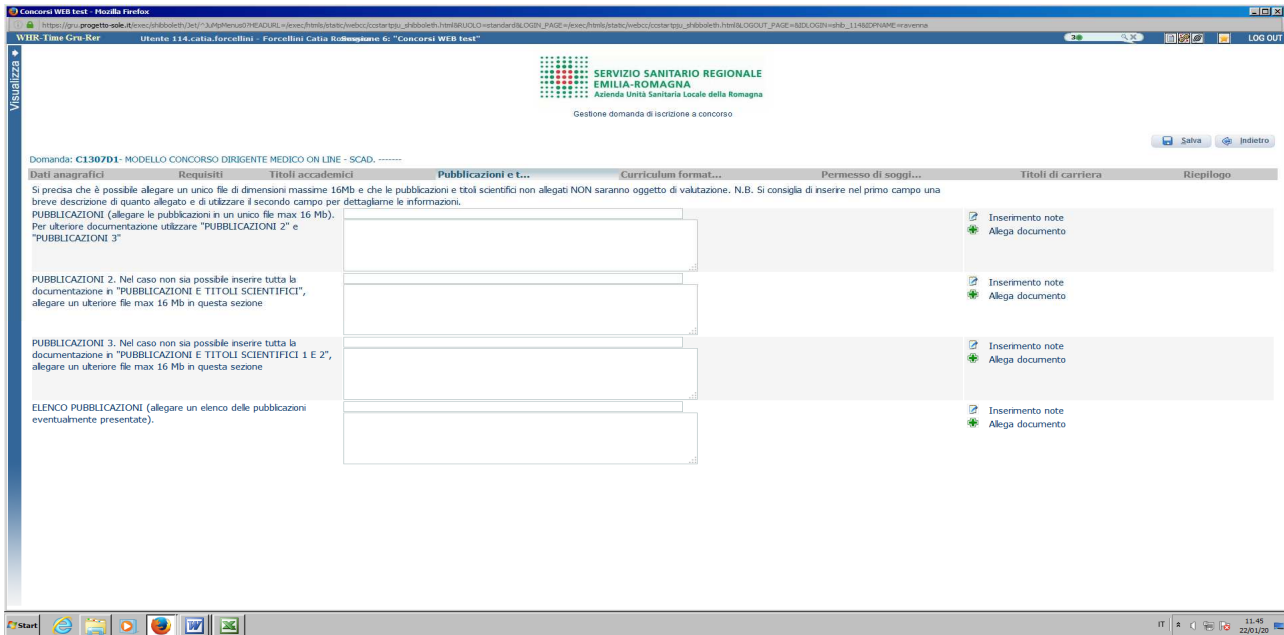 Concorsi WEB test - Mozilla Firefox
WHR-Time Gru-Rer Utente 114.catia.forcellini - Forcellini Catia 6: "Concorsi WEB test" 38 LOG OUT
Visualizza
SERVIZIO SANITARIO REGIONALE
EMILIA-ROMAGNA
Azienda Unità Sanitaria Locale della Romagna
Gestione domanda di iscrizione a concorso
Salva Indietro
Domanda: C1307D1- MODELLO CONCORSO DIRIGENTE MEDICO ON LINE - SCAD. -------
Dati anagrafici Requisiti Titoli accademici Pubblicazioni e t... Curriculum format... Permesso di soggi... Titoli di carriera Riepilogo
Si precisa che è possibile allegare un unico file di dimensioni massime 16Mb e che le pubblicazioni e titoli scientifici non allegati NON saranno oggetto di valutazione. N.B. Si consiglia di inserire nel primo campo una
breve descrizione di quanto allegato e di utilizzare il secondo campo per dettagliarne le informazioni.
PUBBLICAZIONI (allegare le pubblicazioni in un unico file max 16 Mb).
Per ulteriore documentazione utilizzare "PUBBLICAZIONI 2" e
"PUBBLICAZIONI 3"
Inserimento note
Allega documento
PUBBLICAZIONI 2. Nel caso non sia possibile inserire tutta la
documentazione in "PUBBLICAZIONI E TITOLI SCIENTIFICI",
allegare un ulteriore file max 16 Mb in questa sezione
Inserimento note
Allega documento
PUBBLICAZIONI 3. Nel caso non sia possibile inserire tutta la
documentazione in "PUBBLICAZIONI E TITOLI SCIENTIFICI 1 E 2",
allegare un ulteriore file max 16 Mb in questa sezione
Inserimento note
Allega documento
ELENCO PUBBLICAZIONI (allegare un elenco delle pubblicazioni
eventualmente presentate).
Inserimento note
Allega documento
Start IT 11.45
22/01/20